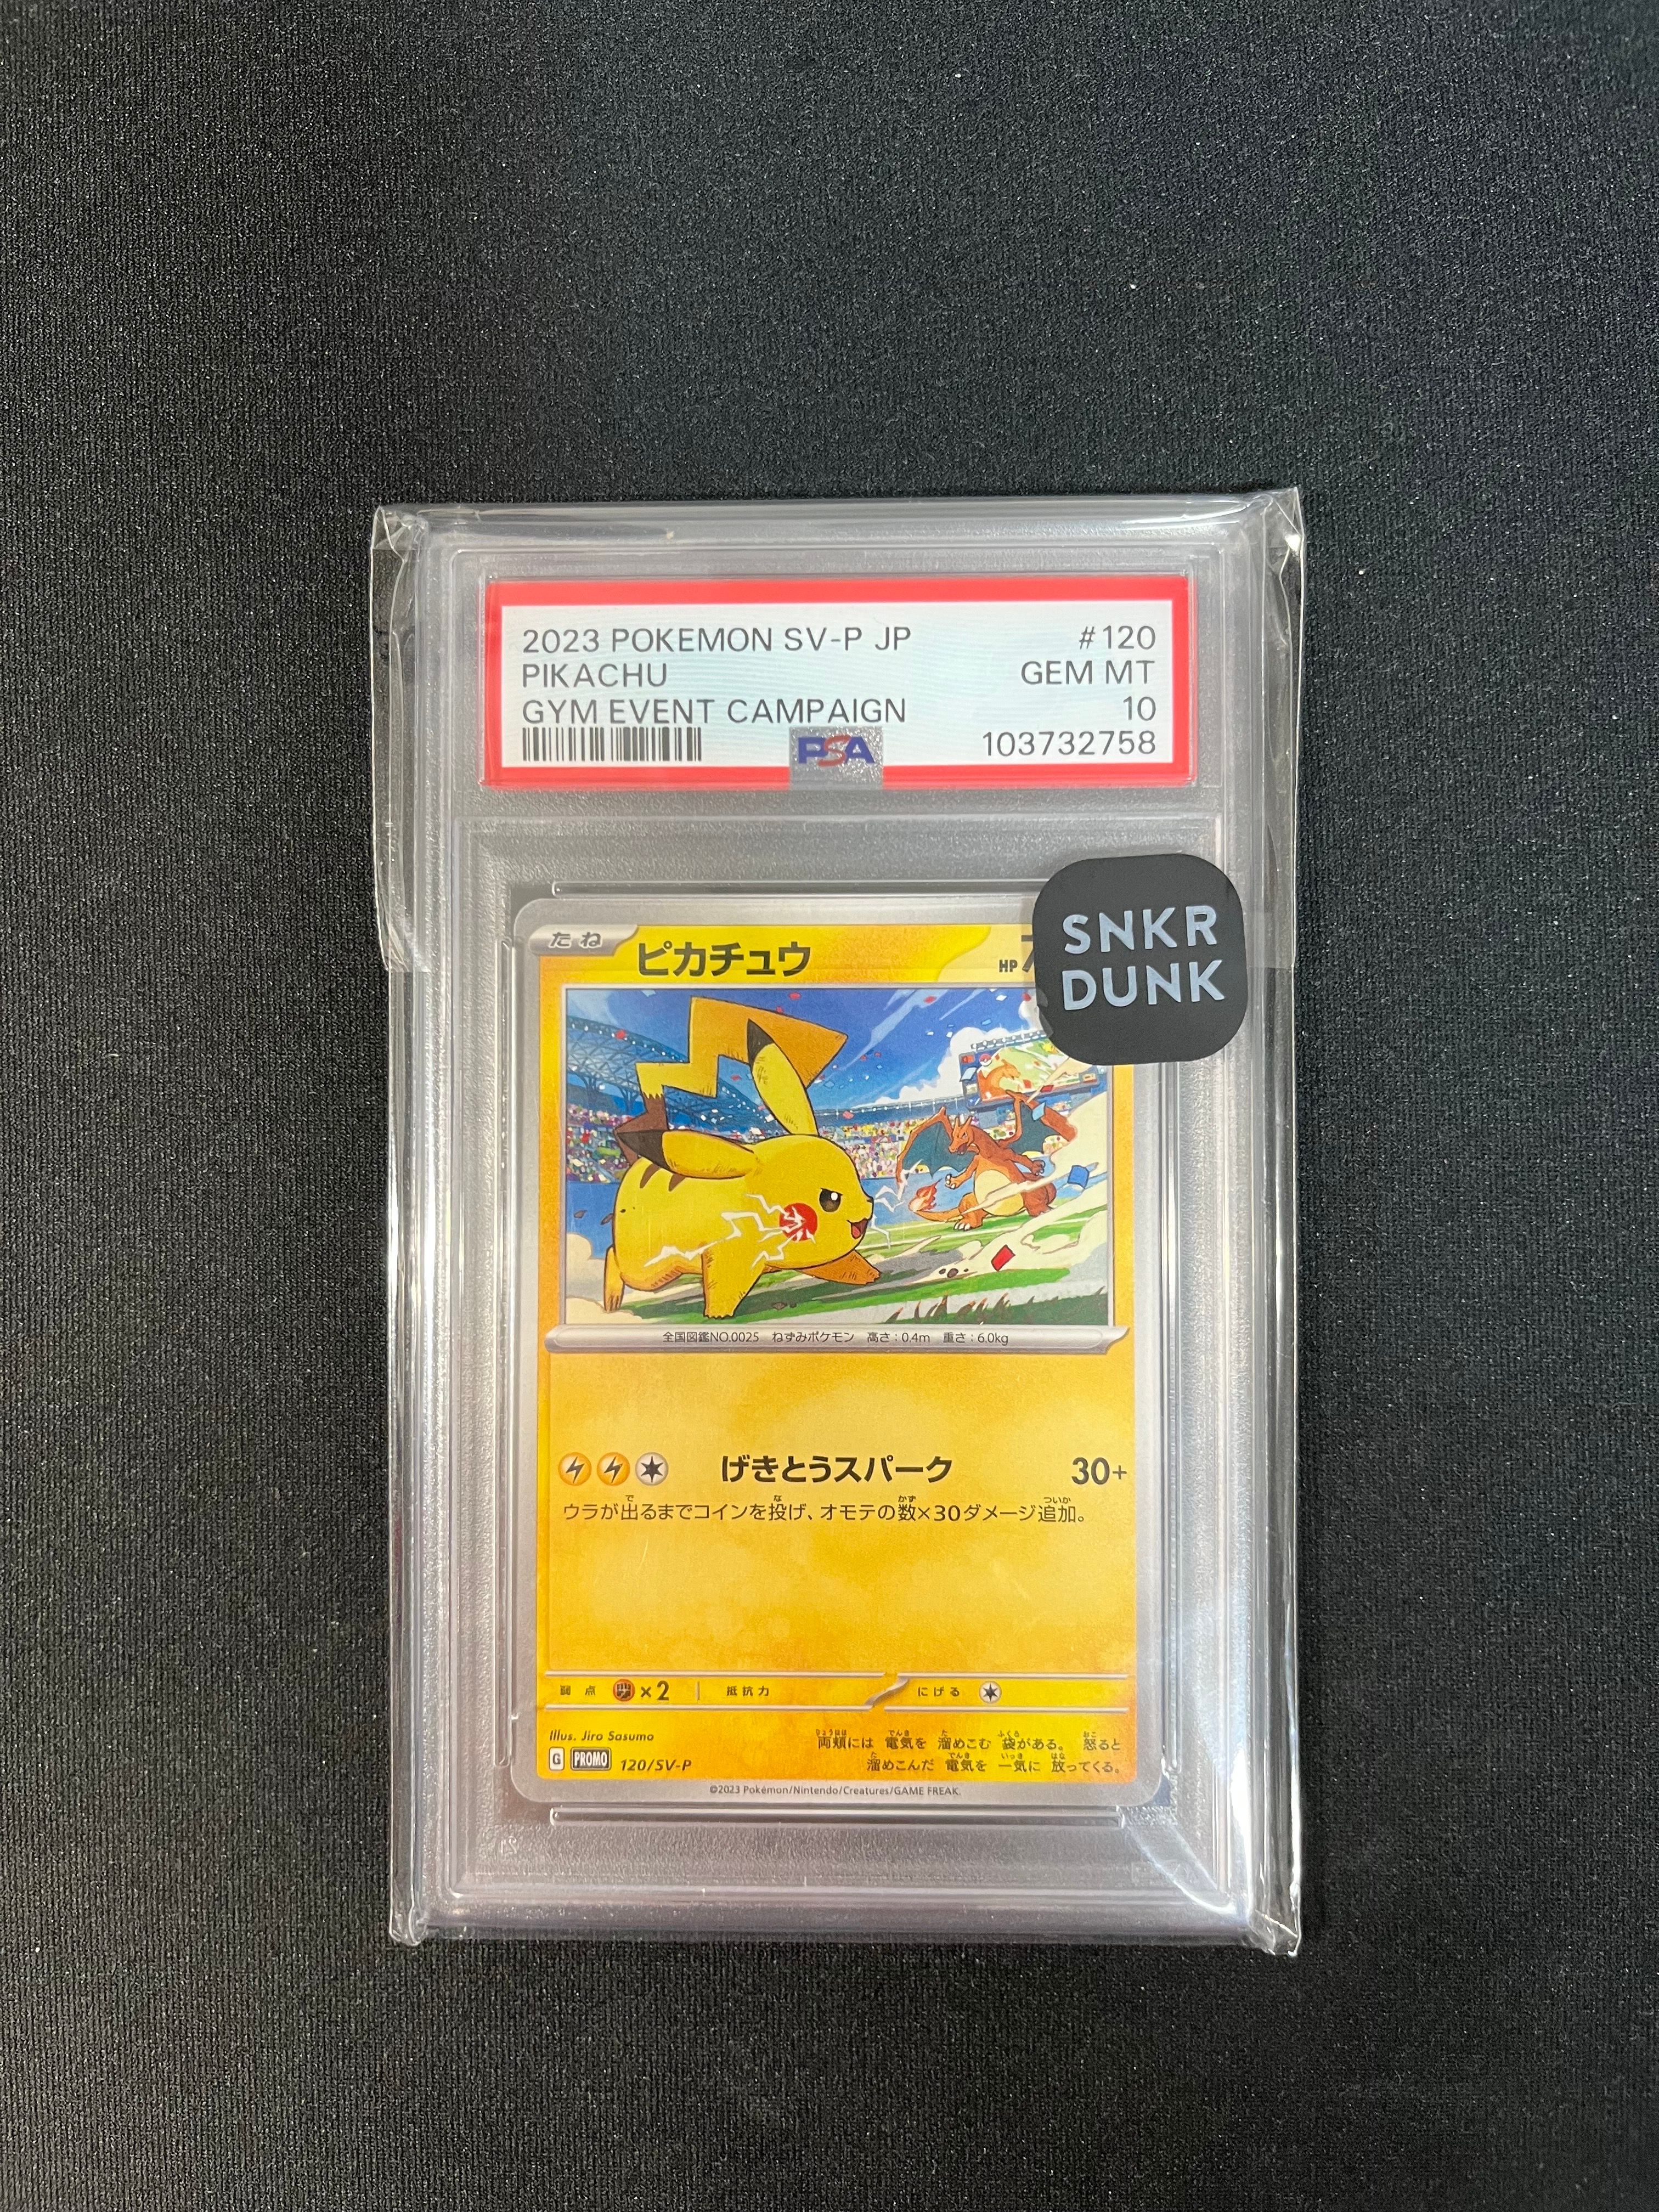 2023 POKEMON SV-P JP #120
PIKACHU GEM MT
GYM EVENT CAMPAIGN 10
PSA 103732758
SNKR
DUNK
たね ピカチュウ HP
全国図鑑NO.0025 ねずみポケモン 高さ:0.4m 重さ:6.0kg
げきとうスパーク 30+
ウラが出るまでコインを投げ、オモテの数×30ダメージ追加。
弱点 ×2 抵抗力 にげる
Illus. Jiro Sasumo
両頬には 電気を 溜めこむ 袋がある。 怒ると
溜めこんだ 電気を 一気に 放ってくる。
G PROMO 120/SV-P
©2023 Pokémon/Nintendo/Creatures/GAME FREAK.